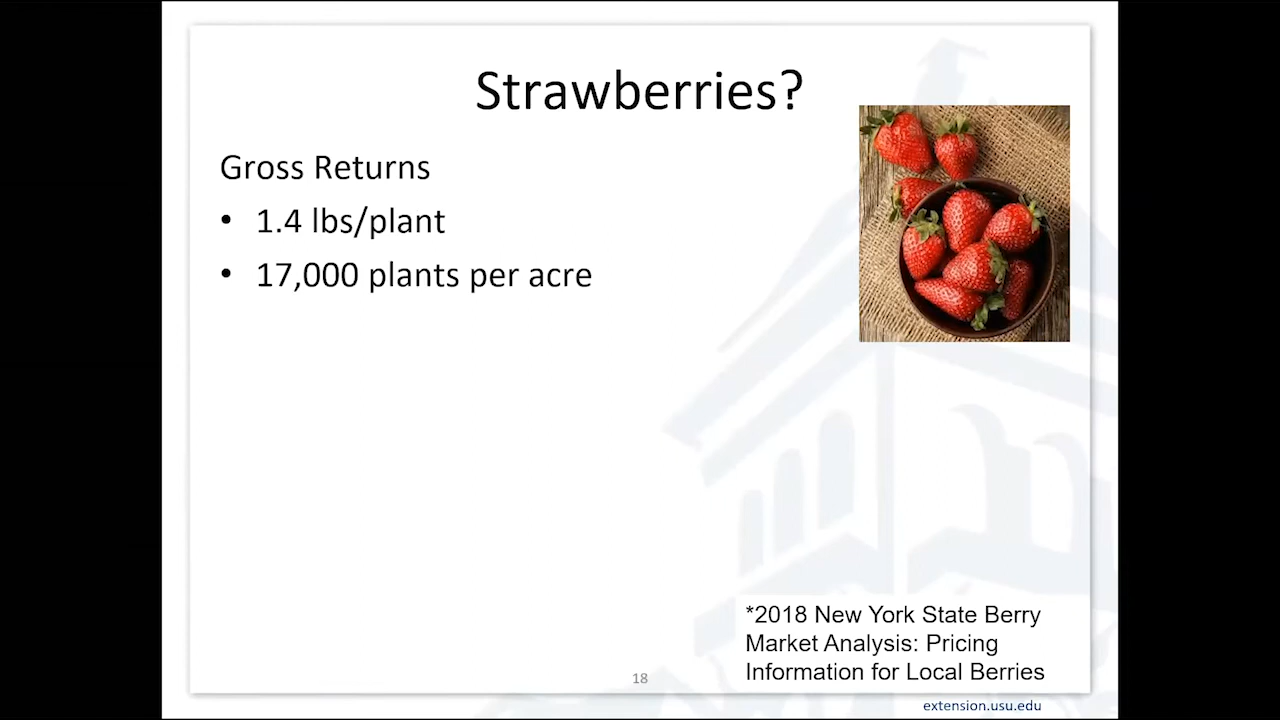 Strawberries?
Gross Returns
• 1.4 lbs/plant
• 17,000 plants per acre
*2018 New York State Berry
Market Analysis: Pricing
Information for Local Berries
18
extension.usu.edu